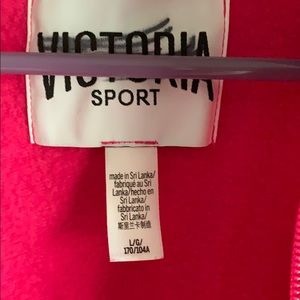 VICTORIA
SPORT
made in Sri
Lanka/
fabriqué au Sri
Lanka/hecho en
Sri Lanka/
fabbricato in
Sri Lanka/
斯里兰卡制造
L/G/
170/104A